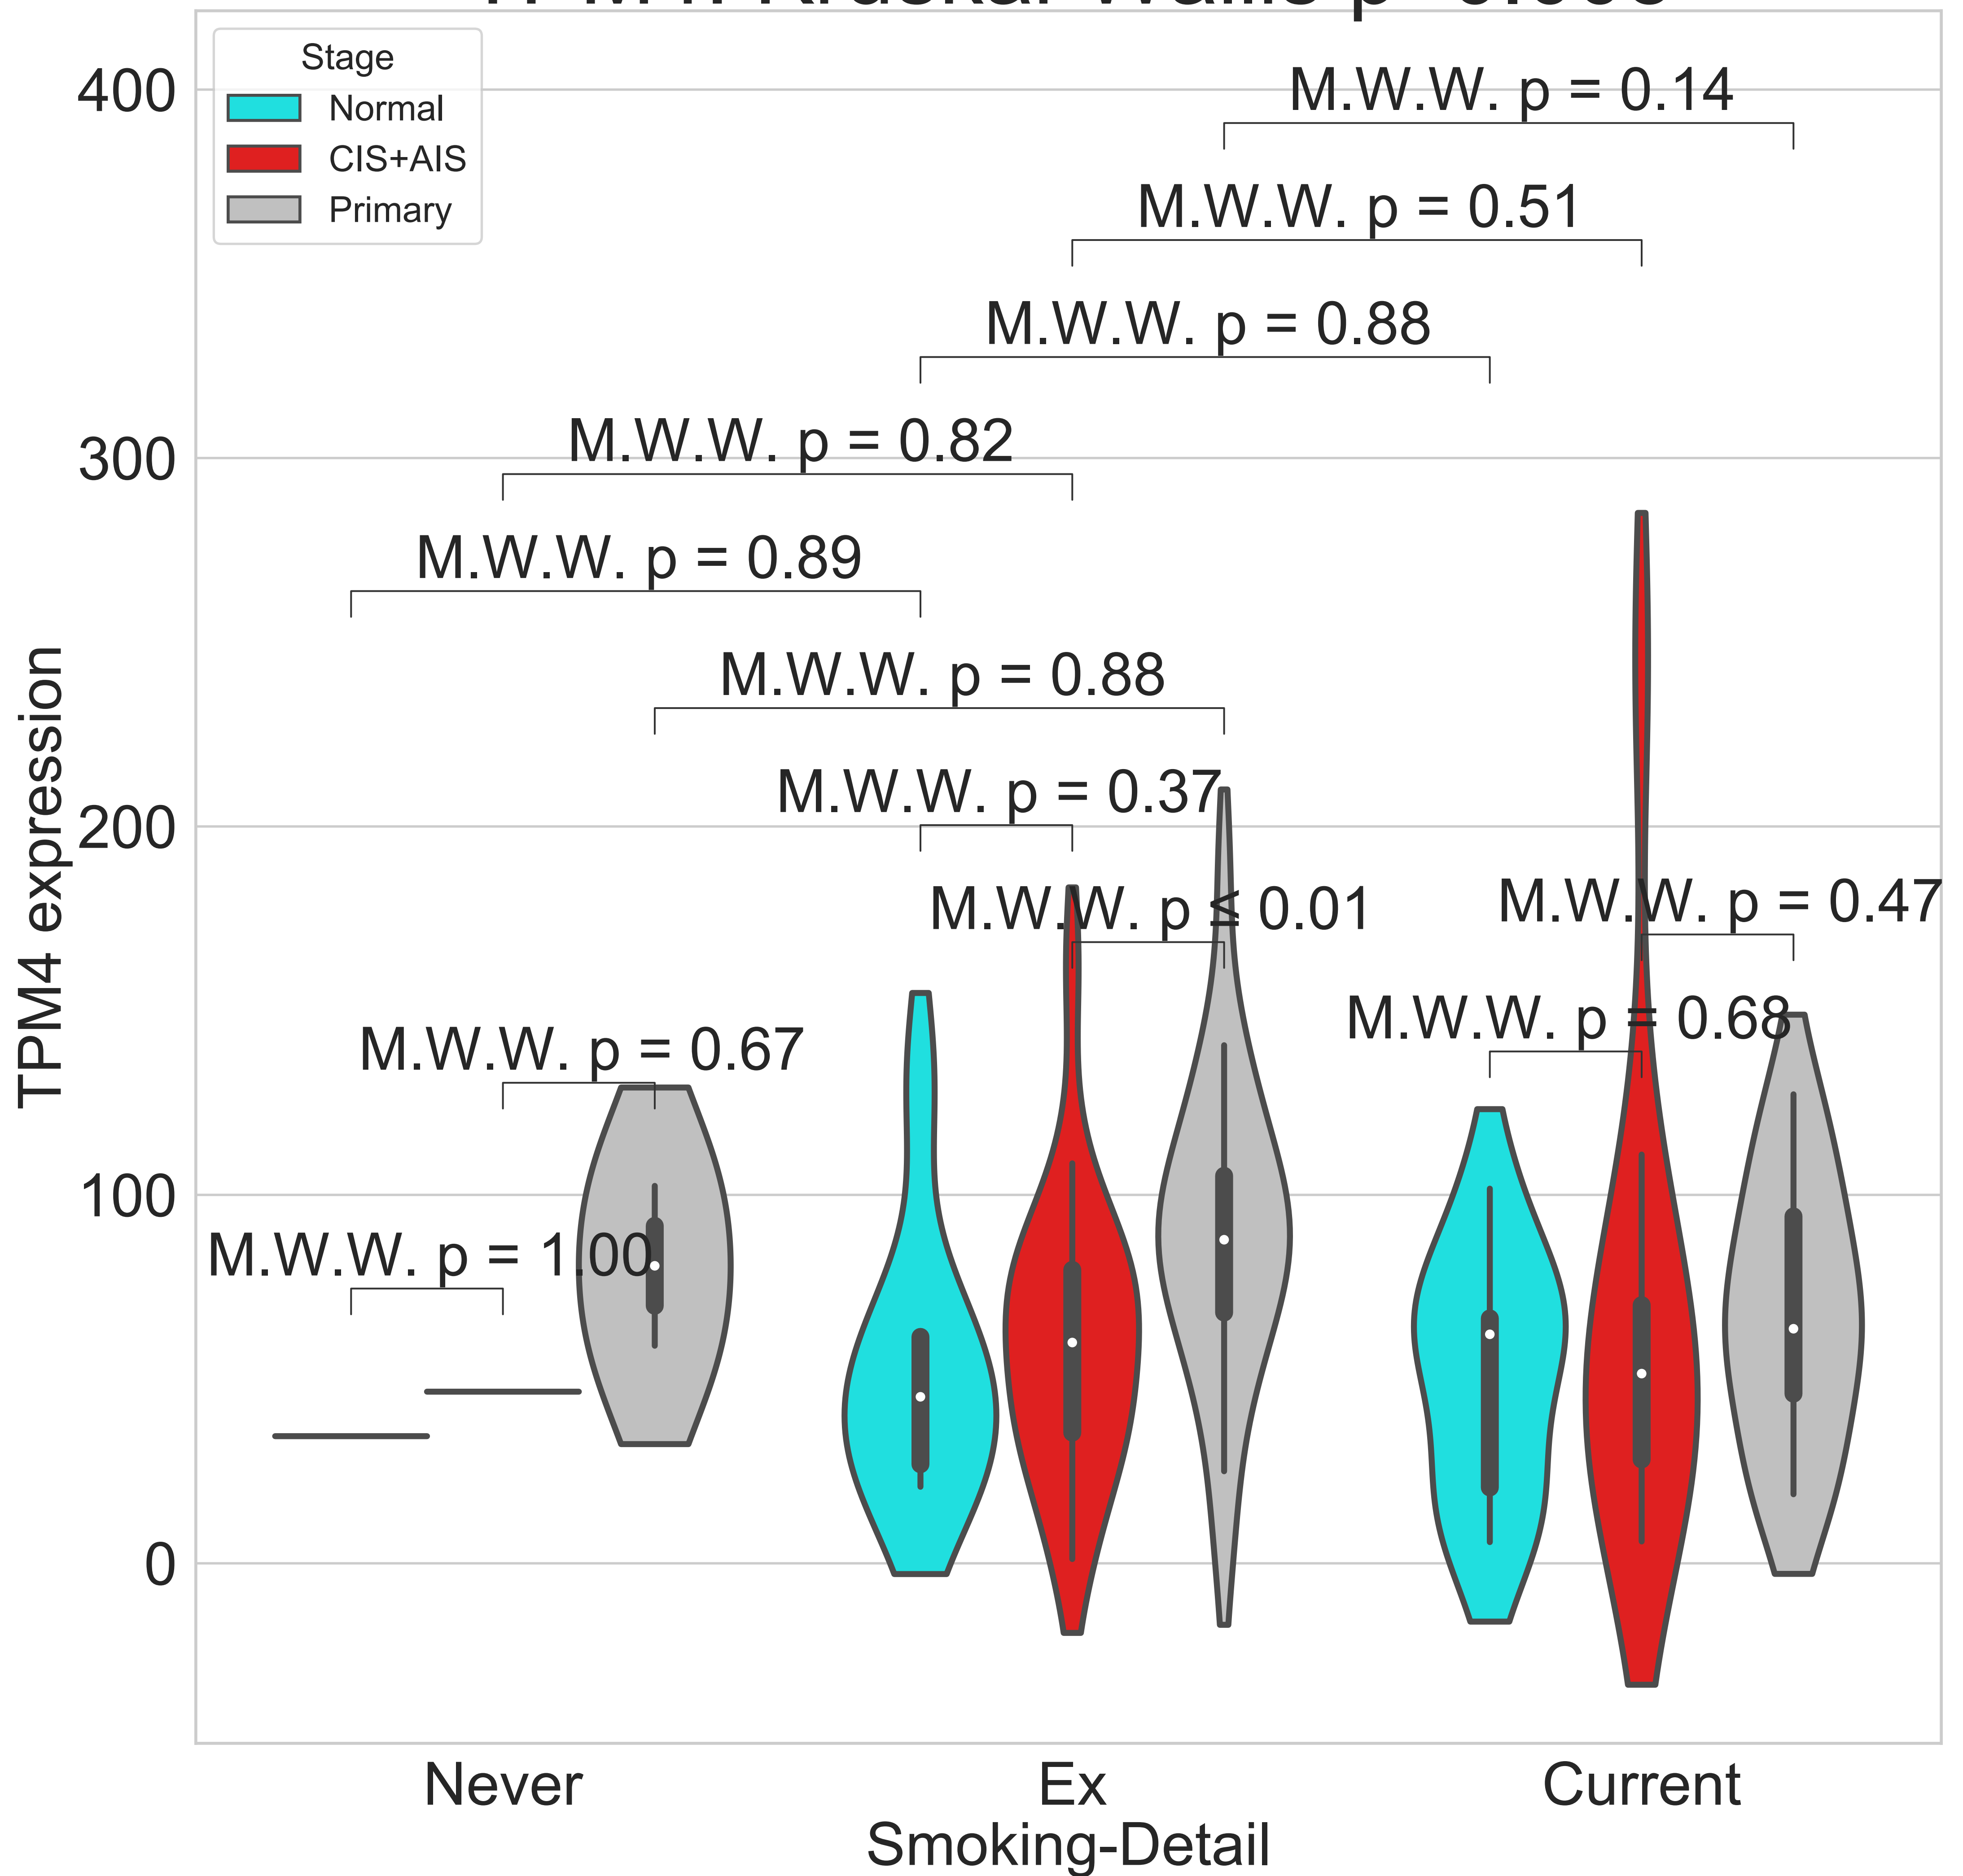 Stage
Normal
CIS+AIS
Primary
400
300
200
100
0
TPM4 expression
M.W.W. p = 0.14
M.W.W. p = 0.51
M.W.W. p = 0.88
M.W.W. p = 0.82
M.W.W. p = 0.89
M.W.W. p = 0.88
M.W.W. p = 0.37
M.W.W. p ≤ 0.01
M.W.W. p = 0.47
M.W.W. p = 0.68
M.W.W. p = 0.67
M.W.W. p = 1.00
Never
Ex
Current
Smoking-Detail